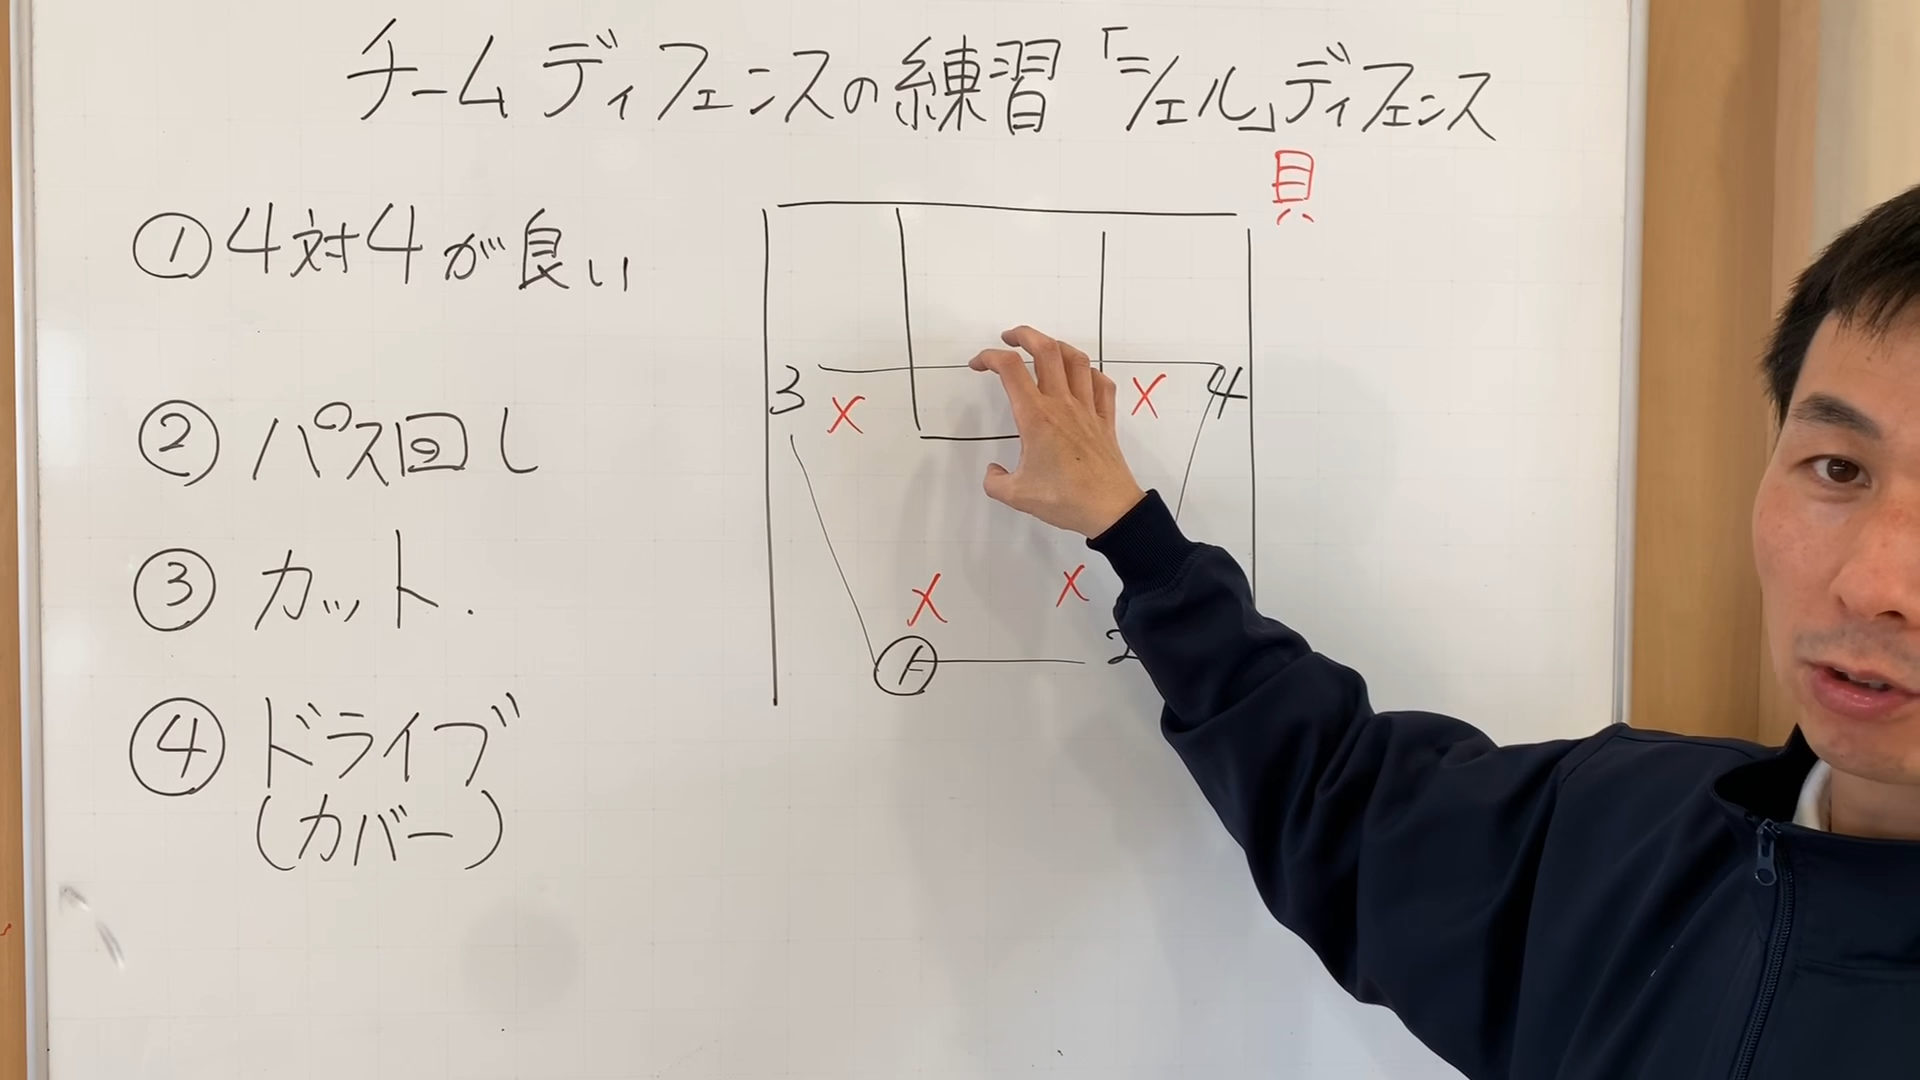 チームディフェンスの練習「シェル」ディフェンス
貝
①4対4が良い
②パス回し
③カット.
④ドライブ
(カバー)
3 X X 4
X X
① 2